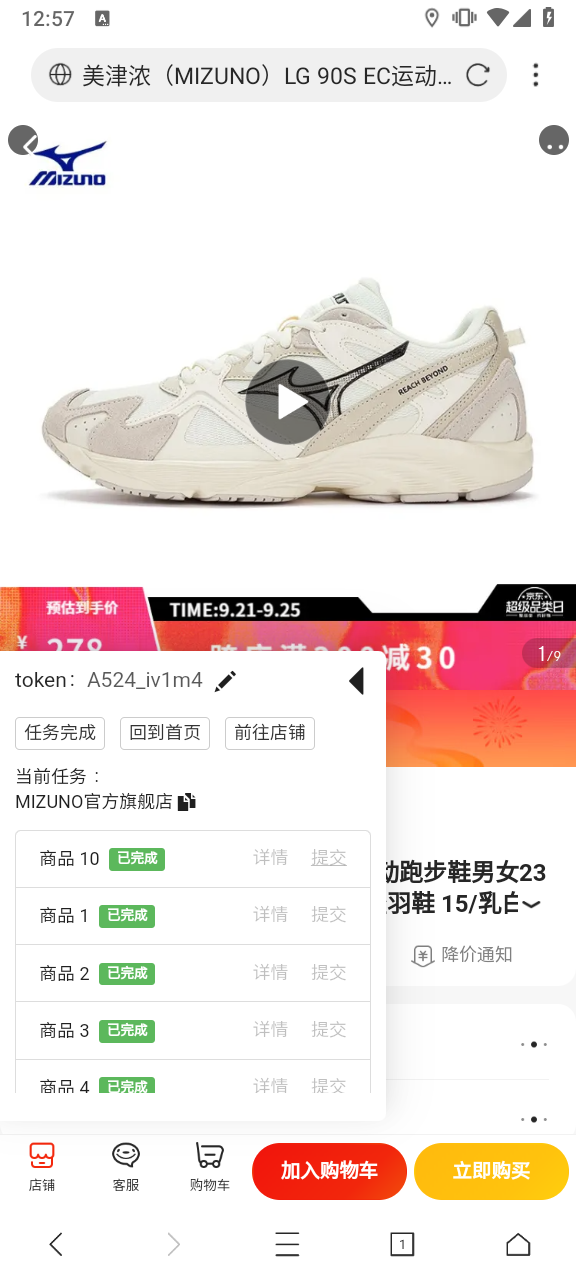 12:57
美津浓（MIZUNO）LG 90S EC运动...
MIZUNO
REACH BEYOND
预估到手价
TIME:9.21-9.25
京东
超级品类日
¥ 278
减30
1/9
token: A524_iv1m4
任务完成
回到首页
前往店铺
当前任务：
MIZUNO官方旗舰店
商品 10 已完成 详情 提交
商品 1 已完成 详情 提交
商品 2 已完成 详情 提交
商品 3 已完成 详情 提交
商品 4 已完成 详情 提交
动跑步鞋男女23
羽鞋 15/乳白
降价通知
店铺
客服
购物车
加入购物车
立即购买
1